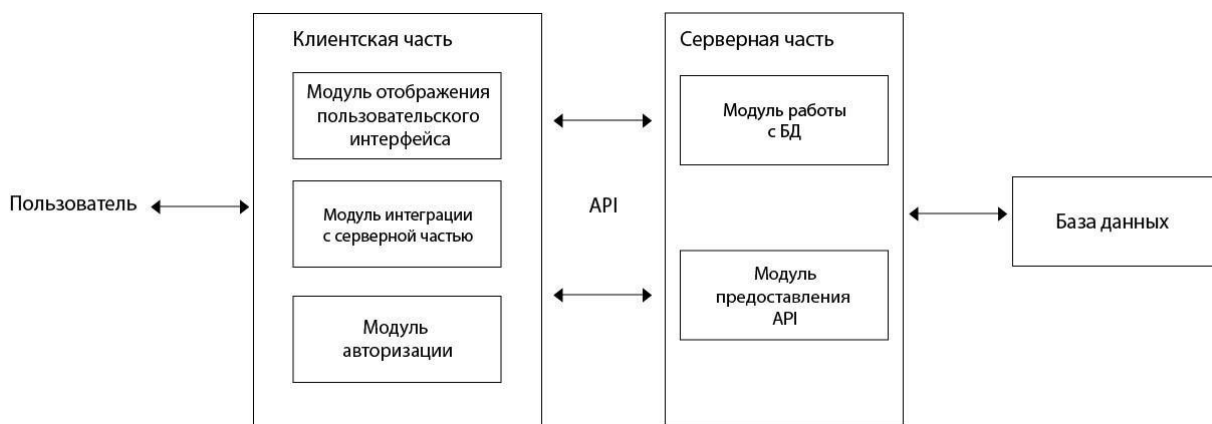 Клиентская часть
Модуль отображения
пользовательского
интерфейса
Модуль интеграции
с серверной частью
Модуль
авторизации
Пользователь
API
Серверная часть
Модуль работы
с БД
Модуль
предоставления
API
База данных